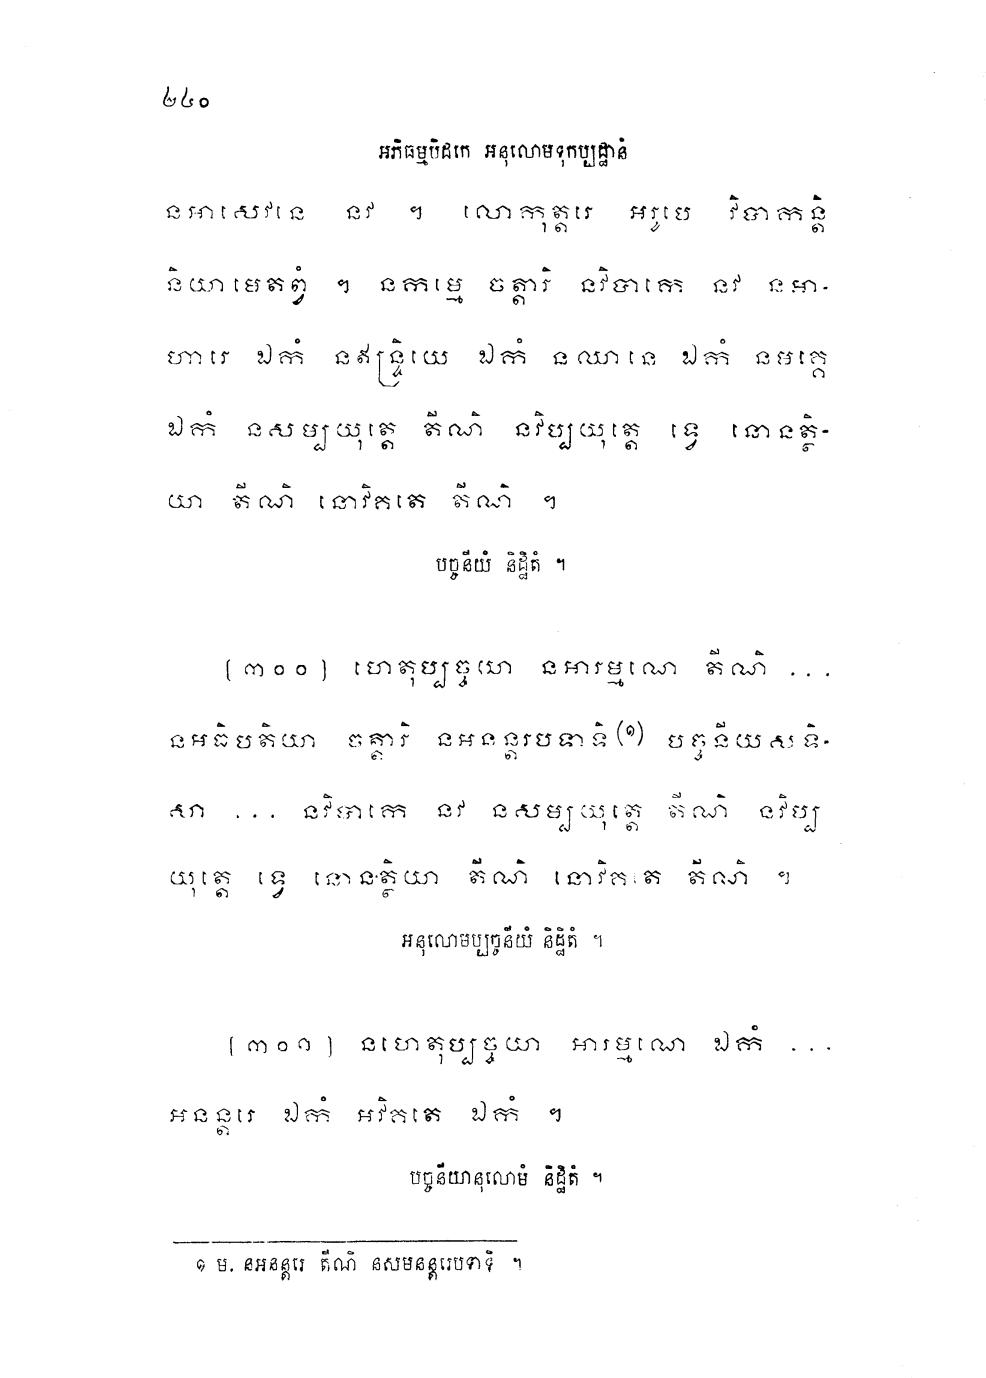 ២៤០
អភិធម្មបិដកេ អនុលោមទុកប្បដ្ឋានំ
នអាសេវនេ នវ ។ លោកុត្តរេ អរូបេ វិបាកន្តិ
និយាមេតព្វំ ។ នកម្មេ ចត្តារិ នវិបាកេ នវ នអា-
ហារេ ឯកំ នឥន្ទ្រិយេ ឯកំ នឈានេ ឯកំ នមគ្គេ
ឯកំ នសម្បយុត្តេ តីណិ នវិប្បយុត្តេ ទ្វេ នោនត្ថិ-
យា តីណិ នោវិគតេ តីណិ ។
បច្ចនីយំ និដ្ឋិតំ ។
[៣០០] ហេតុប្បច្ចយា នអារម្មណេ តីណិ ...
នអធិបតិយា ចត្តារិ នអនន្តរបទាទិ(១) បច្ចនីយសទិ-
សា ... នវិបាកេ នវ នសម្បយុត្តេ តីណិ នវិប្ប
យុត្តេ ទ្វេ នោនត្ថិយា តីណិ នោវិគតេ តីណិ ។
អនុលោមប្បច្ចនីយំ និដ្ឋិតំ ។
[៣០១] នហេតុប្បច្ចយា អារម្មណេ ឯកំ ...
អនន្តរេ ឯកំ អវិគតេ ឯកំ ។
បច្ចនីយានុលោមំ និដ្ឋិតំ ។
១ ម. នអនន្តរេ តីណិ នសមនន្តរេបទាទិ ។